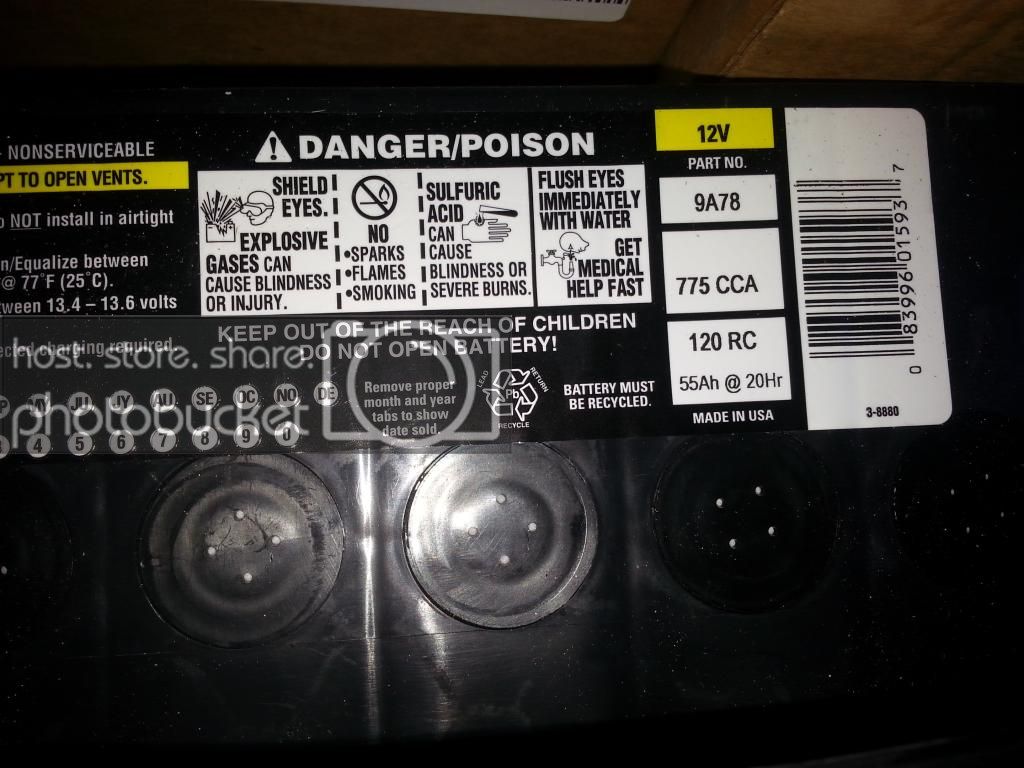 - NONSERVICEABLE
PT TO OPEN VENTS.
NOT install in airtight
n/Equalize between
@ 77°F (25°C).
ween 13.4 – 13.6 volts
ected charging required.
DANGER/POISON
SHIELD
EYES.
EXPLOSIVE
GASES CAN
CAUSE BLINDNESS
OR INJURY.
NO
•SPARKS
•FLAMES
•SMOKING
SULFURIC
ACID
CAN
CAUSE
BLINDNESS OR
SEVERE BURNS.
FLUSH EYES
IMMEDIATELY
WITH WATER
GET
MEDICAL
HELP FAST
KEEP OUT OF THE REACH OF CHILDREN
DO NOT OPEN BATTERY!
JU JY AU SE OC NO DE
4 5 6 7 8 9 0
Remove proper
month and year
tabs to show
date sold.
LEAD
RETURN
Pb
RECYCLE
BATTERY MUST
BE RECYCLED.
12V
PART NO.
9A78
775 CCA
120 RC
55Ah @ 20Hr
MADE IN USA
0 83996 01593 7
3-8880
host. store. share.
photobucket